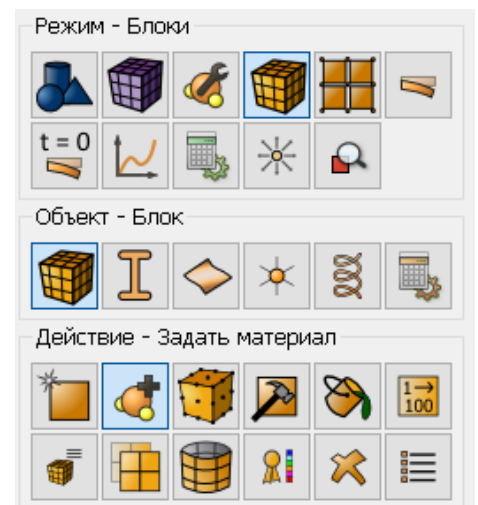 Режим - Блоки
t = 0
Объект - Блок
Действие - Задать материал
1→
100